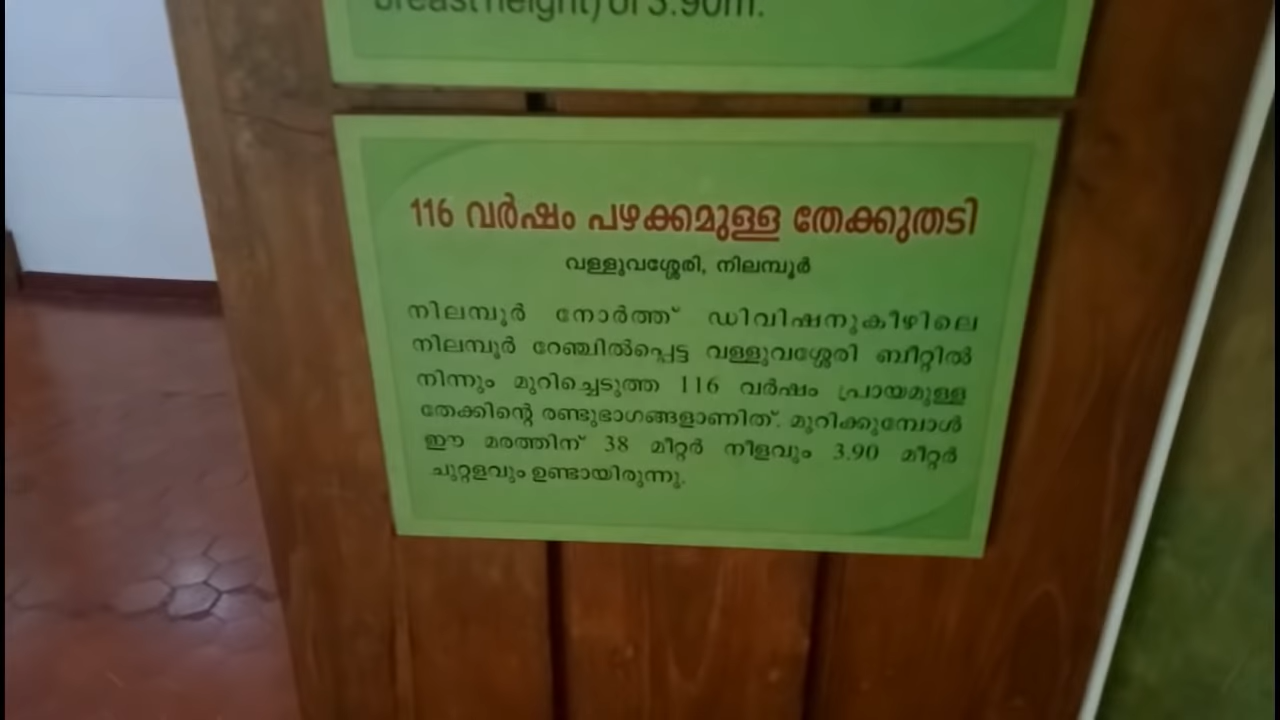 breast height) of 3.90m.
116 വർഷം പഴക്കമുള്ള തേക്കുതടി
വള്ളുവശ്ശേരി, നിലമ്പൂർ
നിലമ്പൂർ നോർത്ത് ഡിവിഷനുകീഴിലെ
നിലമ്പൂർ റേഞ്ചിൽപ്പെട്ട വള്ളുവശ്ശേരി ബീറ്റിൽ
നിന്നും മുറിച്ചെടുത്ത 116 വർഷം പ്രായമുള്ള
തേക്കിന്റെ രണ്ടുഭാഗങ്ങളാണിത്. മുറിക്കുമ്പോൾ
ഈ മരത്തിന് 38 മീറ്റർ നീളവും 3.90 മീറ്റർ
ചുറ്റളവും ഉണ്ടായിരുന്നു.